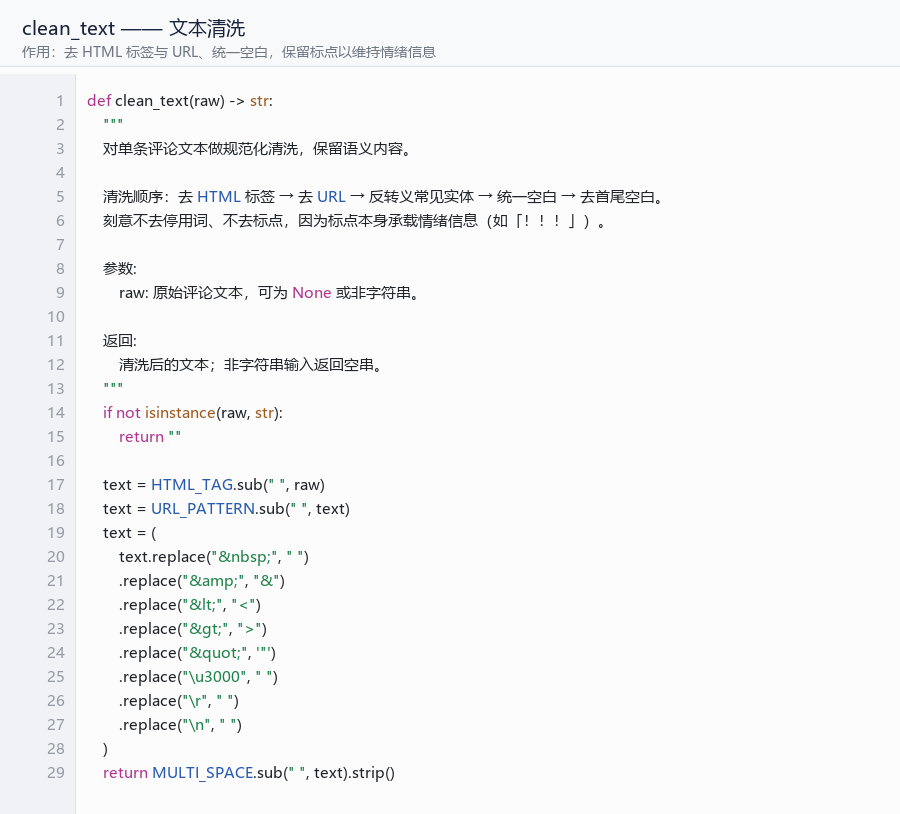 clean_text —— 文本清洗
作用：去 HTML 标签与 URL、统一空白，保留标点以维持情绪信息
1 def clean_text(raw) -> str:
2 """
3 对单条评论文本做规范化清洗，保留语义内容。
4
5 清洗顺序：去 HTML 标签 → 去 URL → 反转义常见实体 → 统一空白 → 去首尾空白。
6 刻意不去停用词、不去标点，因为标点本身承载情绪信息（如「！！！」）。
7
8 参数:
9 raw: 原始评论文本，可为 None 或非字符串。
10
11 返回:
12 清洗后的文本；非字符串输入返回空串。
13 """
14 if not isinstance(raw, str):
15 return ""
16
17 text = HTML_TAG.sub(" ", raw)
18 text = URL_PATTERN.sub(" ", text)
19 text = (
20 text.replace("&nbsp;", " ")
21 .replace("&amp;", "&")
22 .replace("&lt;", "<")
23 .replace("&gt;", ">")
24 .replace("&quot;", '"')
25 .replace("\u3000", " ")
26 .replace("\r", " ")
27 .replace("\n", " ")
28 )
29 return MULTI_SPACE.sub(" ", text).strip()